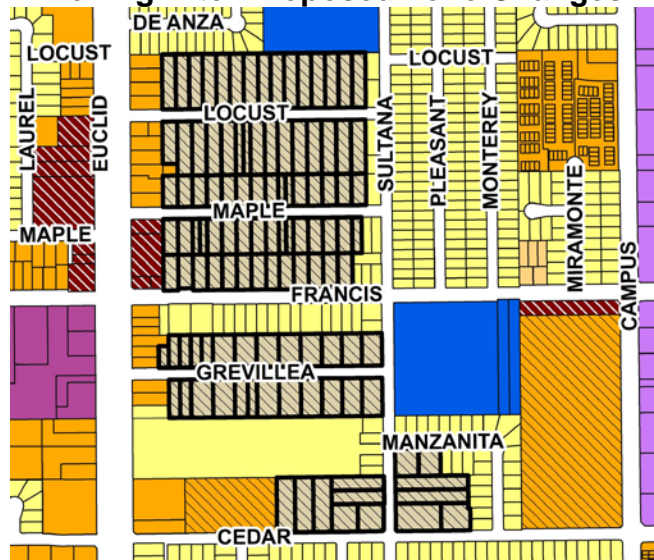 DE ANZA
LOCUST
LOCUST
LOCUST
LAUREL
EUCLID
SULTANA
PLEASANT
MONTEREY
MIRAMONTE
CAMPUS
MAPLE
MAPLE
FRANCIS
GREVILLEA
MANZANITA
CEDAR